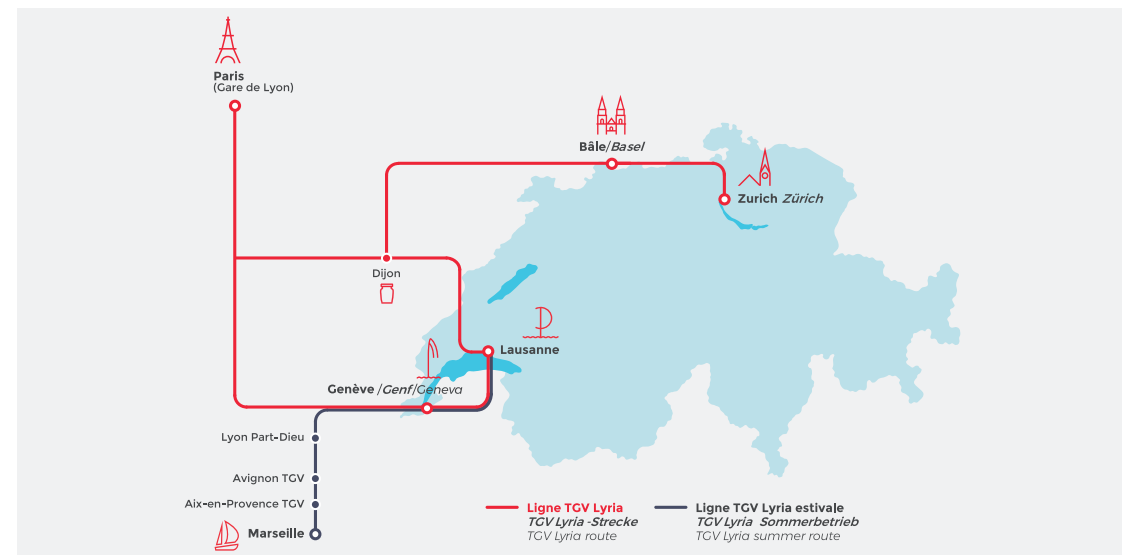 Paris
(Gare de Lyon)
Bâle/Basel
Zurich Zürich
Dijon
Lausanne
Genève /Genf/Geneva
Lyon Part-Dieu
Avignon TGV
Aix-en-Provence TGV
Marseille
Ligne TGV Lyria
TGV Lyria -Strecke
TGV Lyria route
Ligne TGV Lyria estivale
TGV Lyria Sommerbetrieb
TGV Lyria summer route